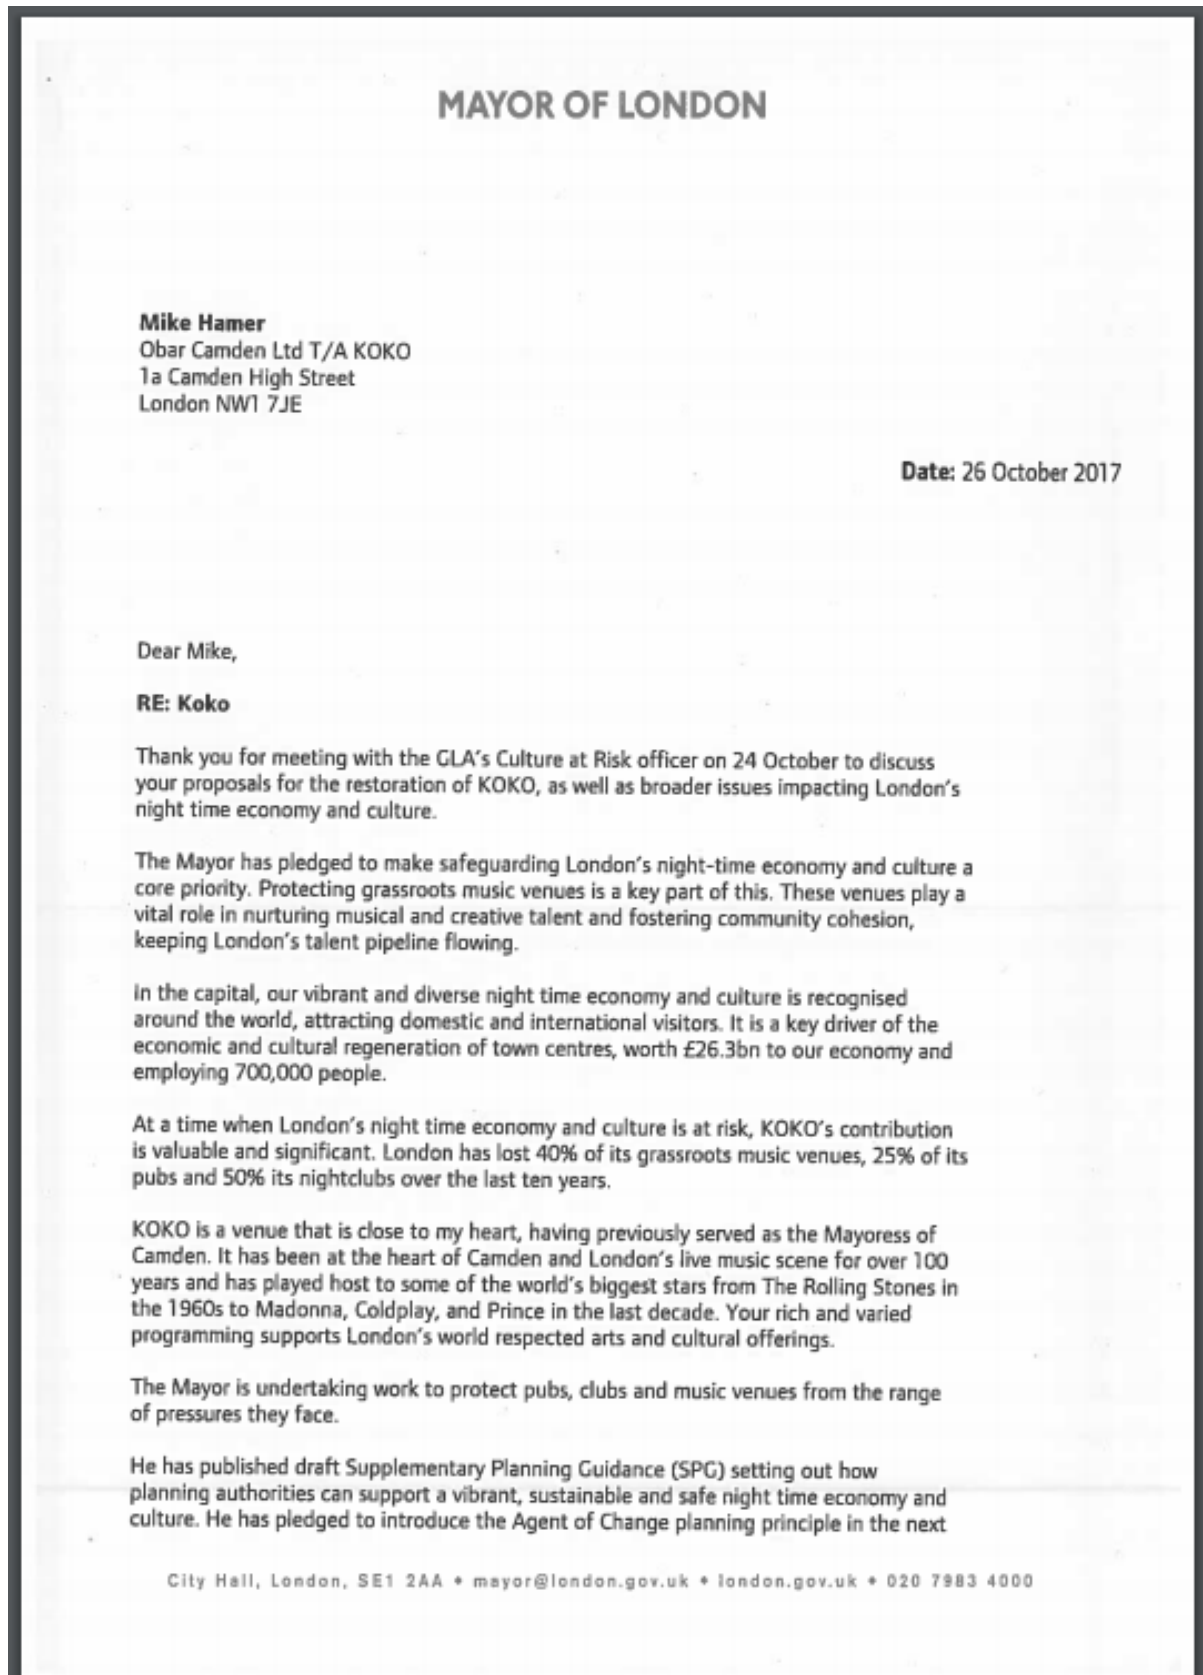 MAYOR OF LONDON
Mike Hamer
Obar Camden Ltd T/A KOKO
1a Camden High Street
London NW1 7JE
Date: 26 October 2017
Dear Mike,
RE: Koko
Thank you for meeting with the GLA's Culture at Risk officer on 24 October to discuss
your proposals for the restoration of KOKO, as well as broader issues impacting London's
night time economy and culture.
The Mayor has pledged to make safeguarding London's night-time economy and culture a
core priority. Protecting grassroots music venues is a key part of this. These venues play a
vital role in nurturing musical and creative talent and fostering community cohesion,
keeping London's talent pipeline flowing.
In the capital, our vibrant and diverse night time economy and culture is recognised
around the world, attracting domestic and international visitors. It is a key driver of the
economic and cultural regeneration of town centres, worth £26.3bn to our economy and
employing 700,000 people.
At a time when London's night time economy and culture is at risk, KOKO's contribution
is valuable and significant. London has lost 40% of its grassroots music venues, 25% of its
pubs and 50% its nightclubs over the last ten years.
KOKO is a venue that is close to my heart, having previously served as the Mayoress of
Camden. It has been at the heart of Camden and London's live music scene for over 100
years and has played host to some of the world's biggest stars from The Rolling Stones in
the 1960s to Madonna, Coldplay, and Prince in the last decade. Your rich and varied
programming supports London's world respected arts and cultural offerings.
The Mayor is undertaking work to protect pubs, clubs and music venues from the range
of pressures they face.
He has published draft Supplementary Planning Guidance (SPG) setting out how
planning authorities can support a vibrant, sustainable and safe night time economy and
culture. He has pledged to introduce the Agent of Change planning principle in the next
City Hall, London, SE1 2AA • mayor@london.gov.uk • london.gov.uk • 020 7983 4000